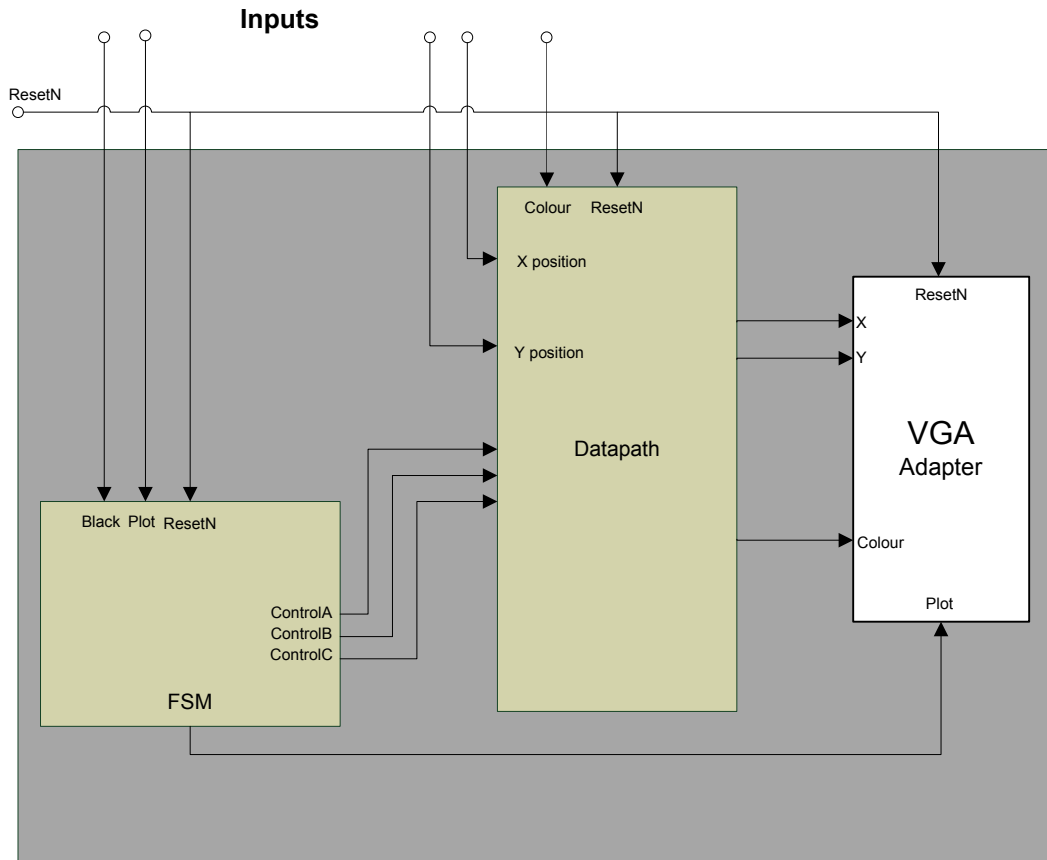 Inputs
ResetN
Colour ResetN
X position
Y position
Datapath
ResetN
X
Y
VGA
Adapter
Colour
Plot
Black Plot ResetN
ControlA
ControlB
ControlC
FSM